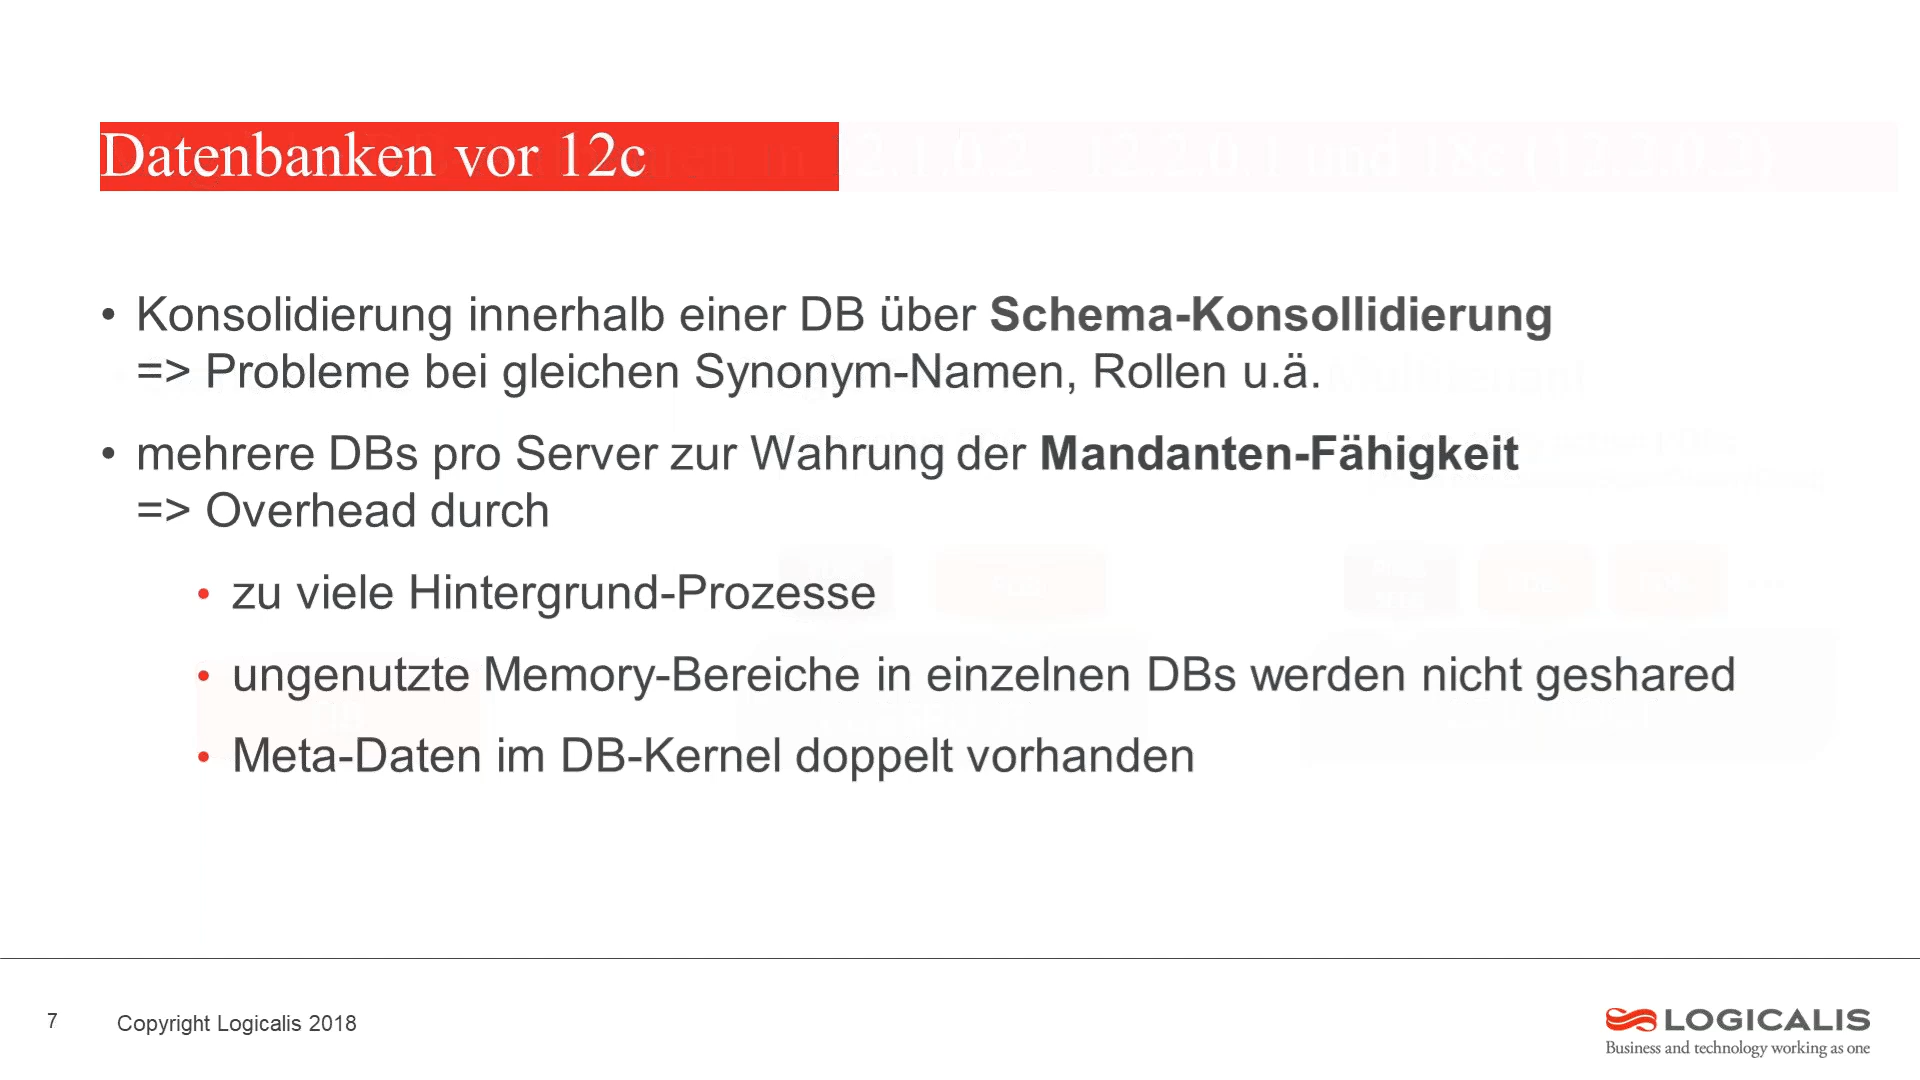 Datenbanken vor 12c
• Konsolidierung innerhalb einer DB über Schema-Konsollidierung
=> Probleme bei gleichen Synonym-Namen, Rollen u.ä.
• mehrere DBs pro Server zur Wahrung der Mandanten-Fähigkeit
=> Overhead durch
• zu viele Hintergrund-Prozesse
• ungenutzte Memory-Bereiche in einzelnen DBs werden nicht geshared
• Meta-Daten im DB-Kernel doppelt vorhanden
7
Copyright Logicalis 2018
LOGICALIS
Business and technology working as one